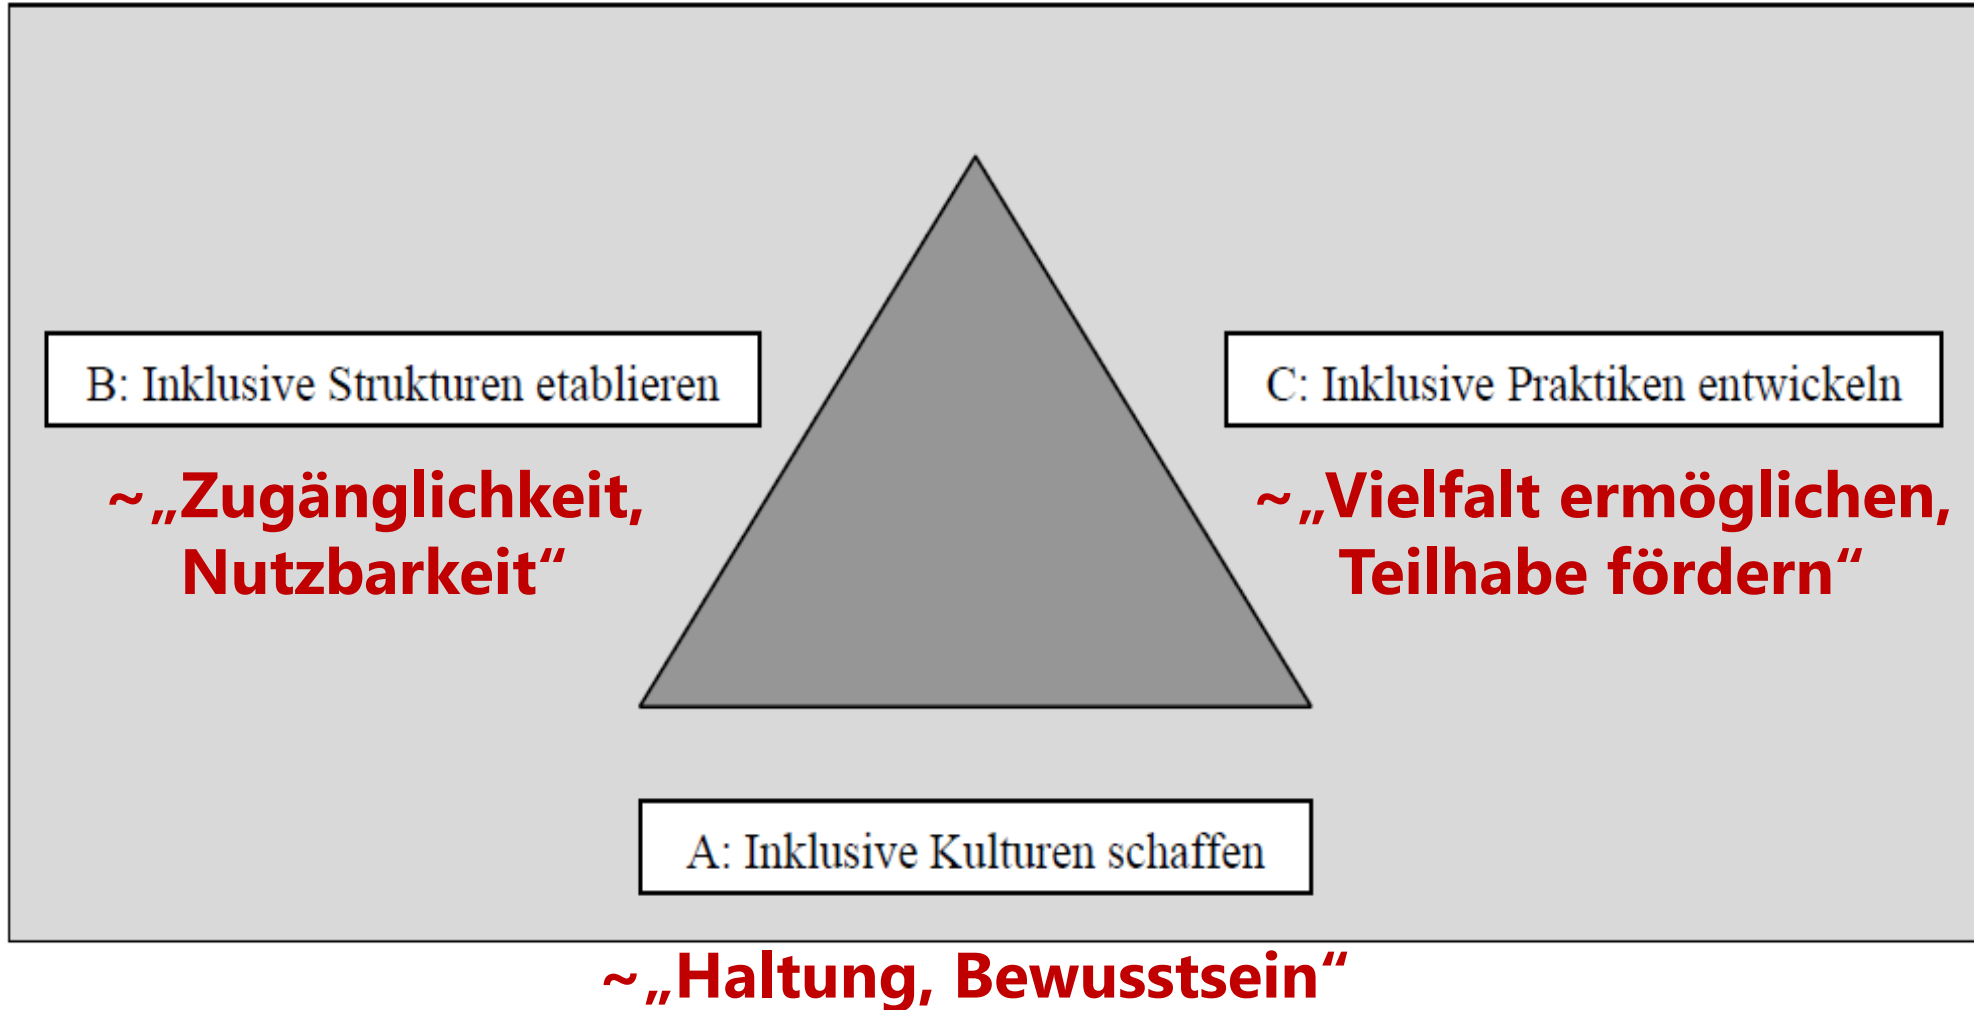 B: Inklusive Strukturen etablieren
~„Zugänglichkeit,
Nutzbarkeit“
C: Inklusive Praktiken entwickeln
~„Vielfalt ermöglichen,
Teilhabe fördern“
A: Inklusive Kulturen schaffen
~„Haltung, Bewusstsein“